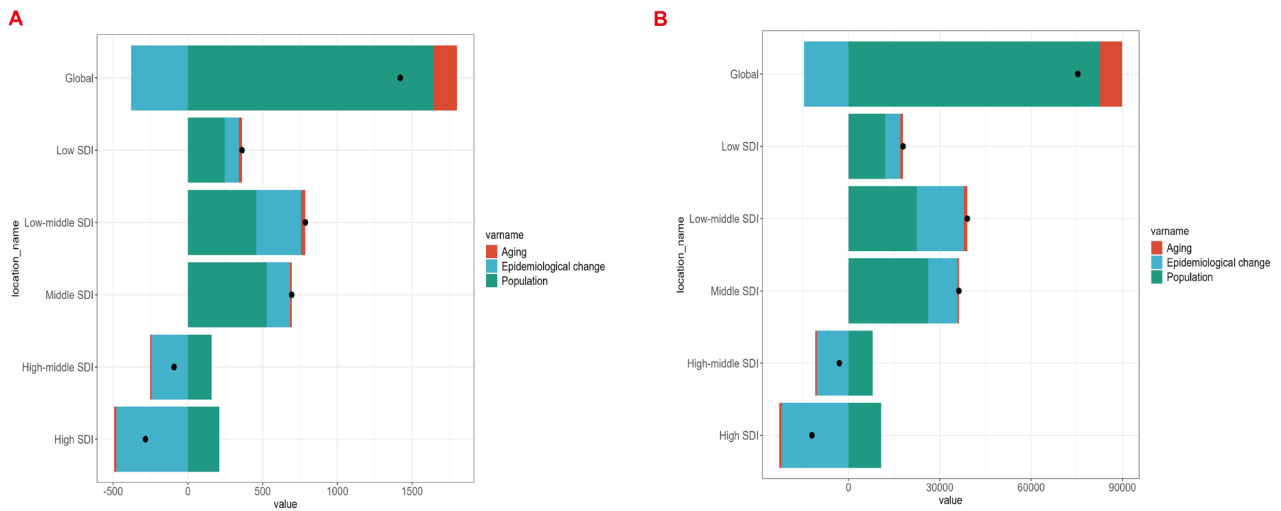 A
Global
Low SDI
Low-middle SDI
Middle SDI
High-middle SDI
High SDI
location_name
-500
0
500
1000
1500
value
varname
Aging
Epidemiological change
Population
B
Global
Low SDI
Low-middle SDI
Middle SDI
High-middle SDI
High SDI
location_name
0
30000
60000
90000
value
varname
Aging
Epidemiological change
Population